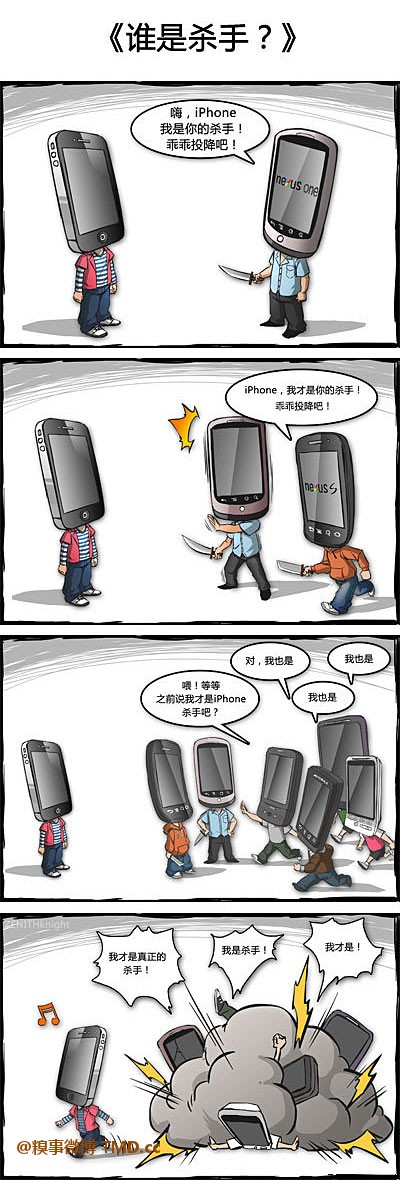 《谁是杀手？》
嗨，iPhone
我是你的杀手！
乖乖投降吧！
nexus one
iPhone，我才是你的杀手！
乖乖投降吧！
nexus S
对，我也是
我也是
我也是
喂！等等
之前说我才是iPhone
杀手吧？
ZENITHknight
我才是真正的
杀手！
我是杀手！
我才是！
@糗事微博 7MD.cc